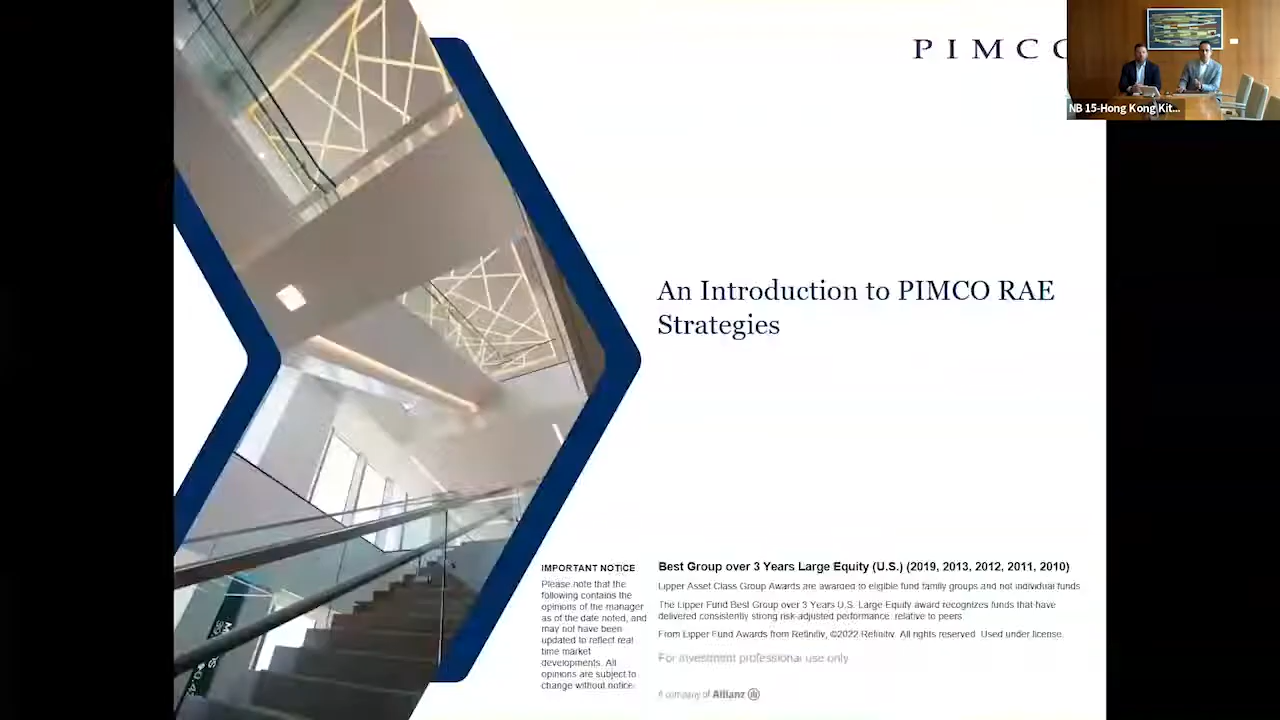 PIMCO
NB 15-Hong Kong Kit...
An Introduction to PIMCO RAE
Strategies
IMPORTANT NOTICE
Please note that the
following contains the
opinions of the manager
as of the date noted, and
may not have been
updated to reflect real
time market
developments. All
opinions are subject to
change without notice.
Best Group over 3 Years Large Equity (U.S.) (2019, 2013, 2012, 2011, 2010)
Lipper Asset Class Group Awards are awarded to eligible fund family groups and not individual funds
The Lipper Fund Best Group over 3 Years U.S. Large Equity award recognizes funds that have
delivered consistently strong risk-adjusted performance, relative to peers.
From Lipper Fund Awards from Refinitiv, ©2022 Refinitiv. All rights reserved. Used under license.
For investment professional use only
A company of Allianz